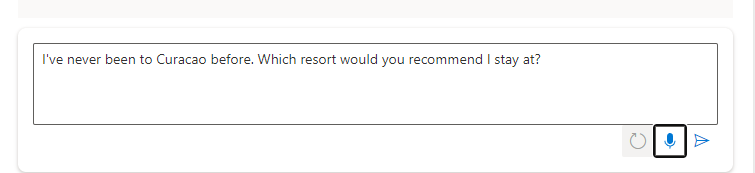 I've never been to Curacao before. Which resort would you recommend I stay at?